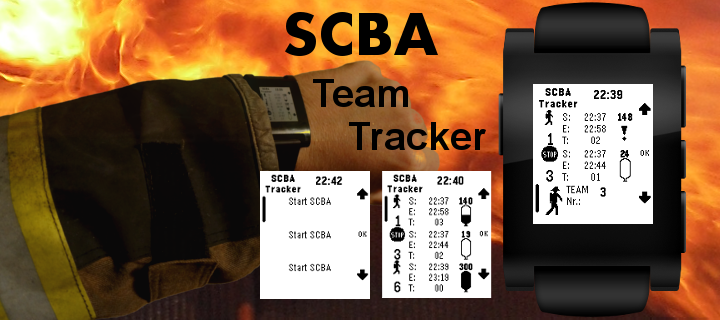 SCBA
Team
Tracker
SCBA
Tracker
22:42
Start SCBA
Start SCBA
OK
Start SCBA
SCBA
Tracker
22:40
S: 22:37 140
E: 22:58
1 T: 03
STOP S: 22:37 19 OK
E: 22:44
3 T: 02
S: 22:39 300
E: 23:19
6 T: 00
SCBA
Tracker
22:39
S: 22:37 148
E: 22:58
1 T: 02
STOP S: 22:37 24 OK
E: 22:44
3 T: 01
TEAM 3
Nr.: